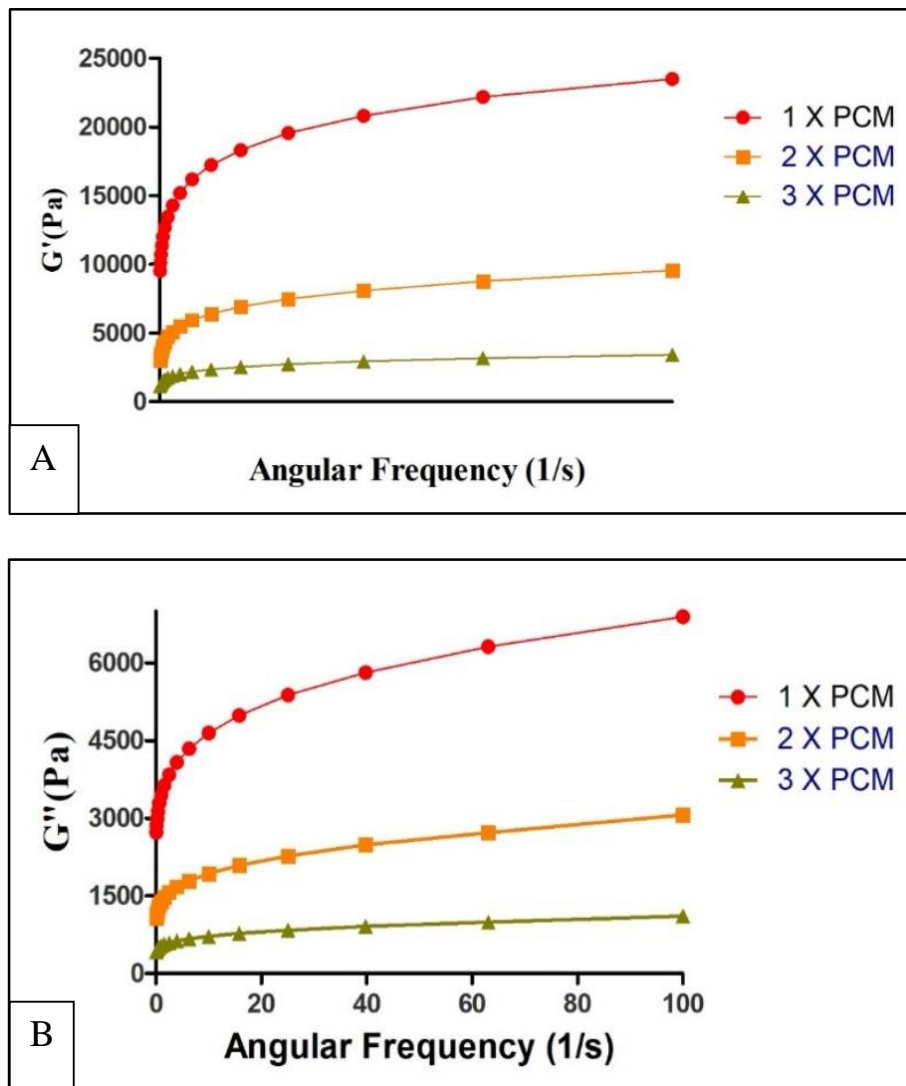 25000
20000
15000
10000
5000
0
G'(Pa)
Angular Frequency (1/s)
1 X PCM
2 X PCM
3 X PCM
A
6000
4500
3000
1500
0
G''(Pa)
0 20 40 60 80 100
Angular Frequency (1/s)
1 X PCM
2 X PCM
3 X PCM
B